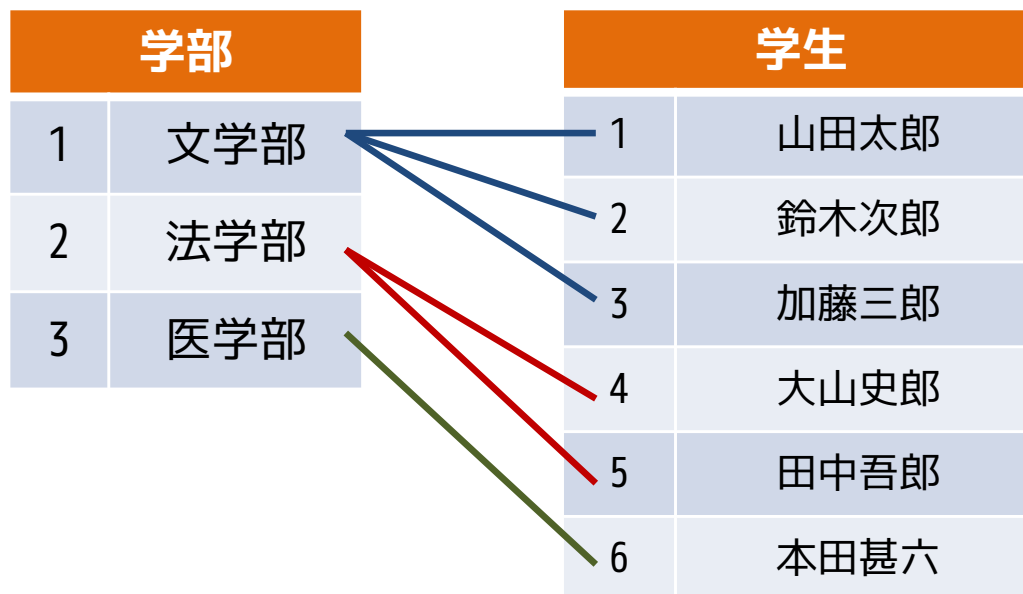 学部
1 文学部
2 法学部
3 医学部
学生
1 山田太郎
2 鈴木次郎
3 加藤三郎
4 大山史郎
5 田中吾郎
6 本田甚六